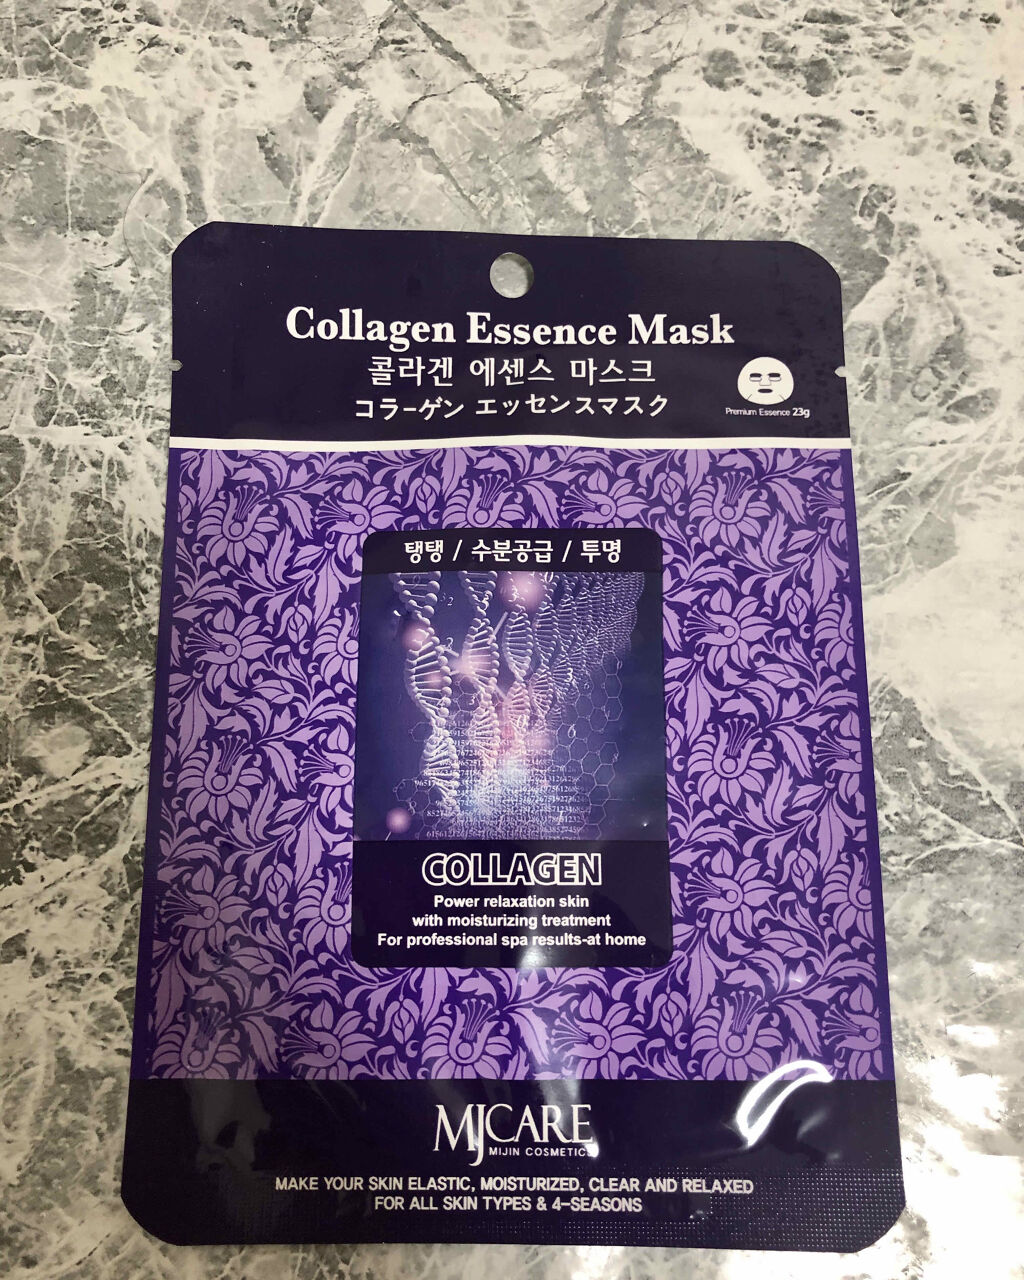 Collagen Essence Mask
콜라겐 에센스 마스크
コラーゲン エッセンスマスク
Premium Essence 23g
탱탱 / 수분공급 / 투명
COLLAGEN
Power relaxation skin
with moisturizing treatment
For professional spa results-at home
MJCARE
MIJIN COSMETICS
MAKE YOUR SKIN ELASTIC, MOISTURIZED, CLEAR AND RELAXED
FOR ALL SKIN TYPES & 4-SEASONS